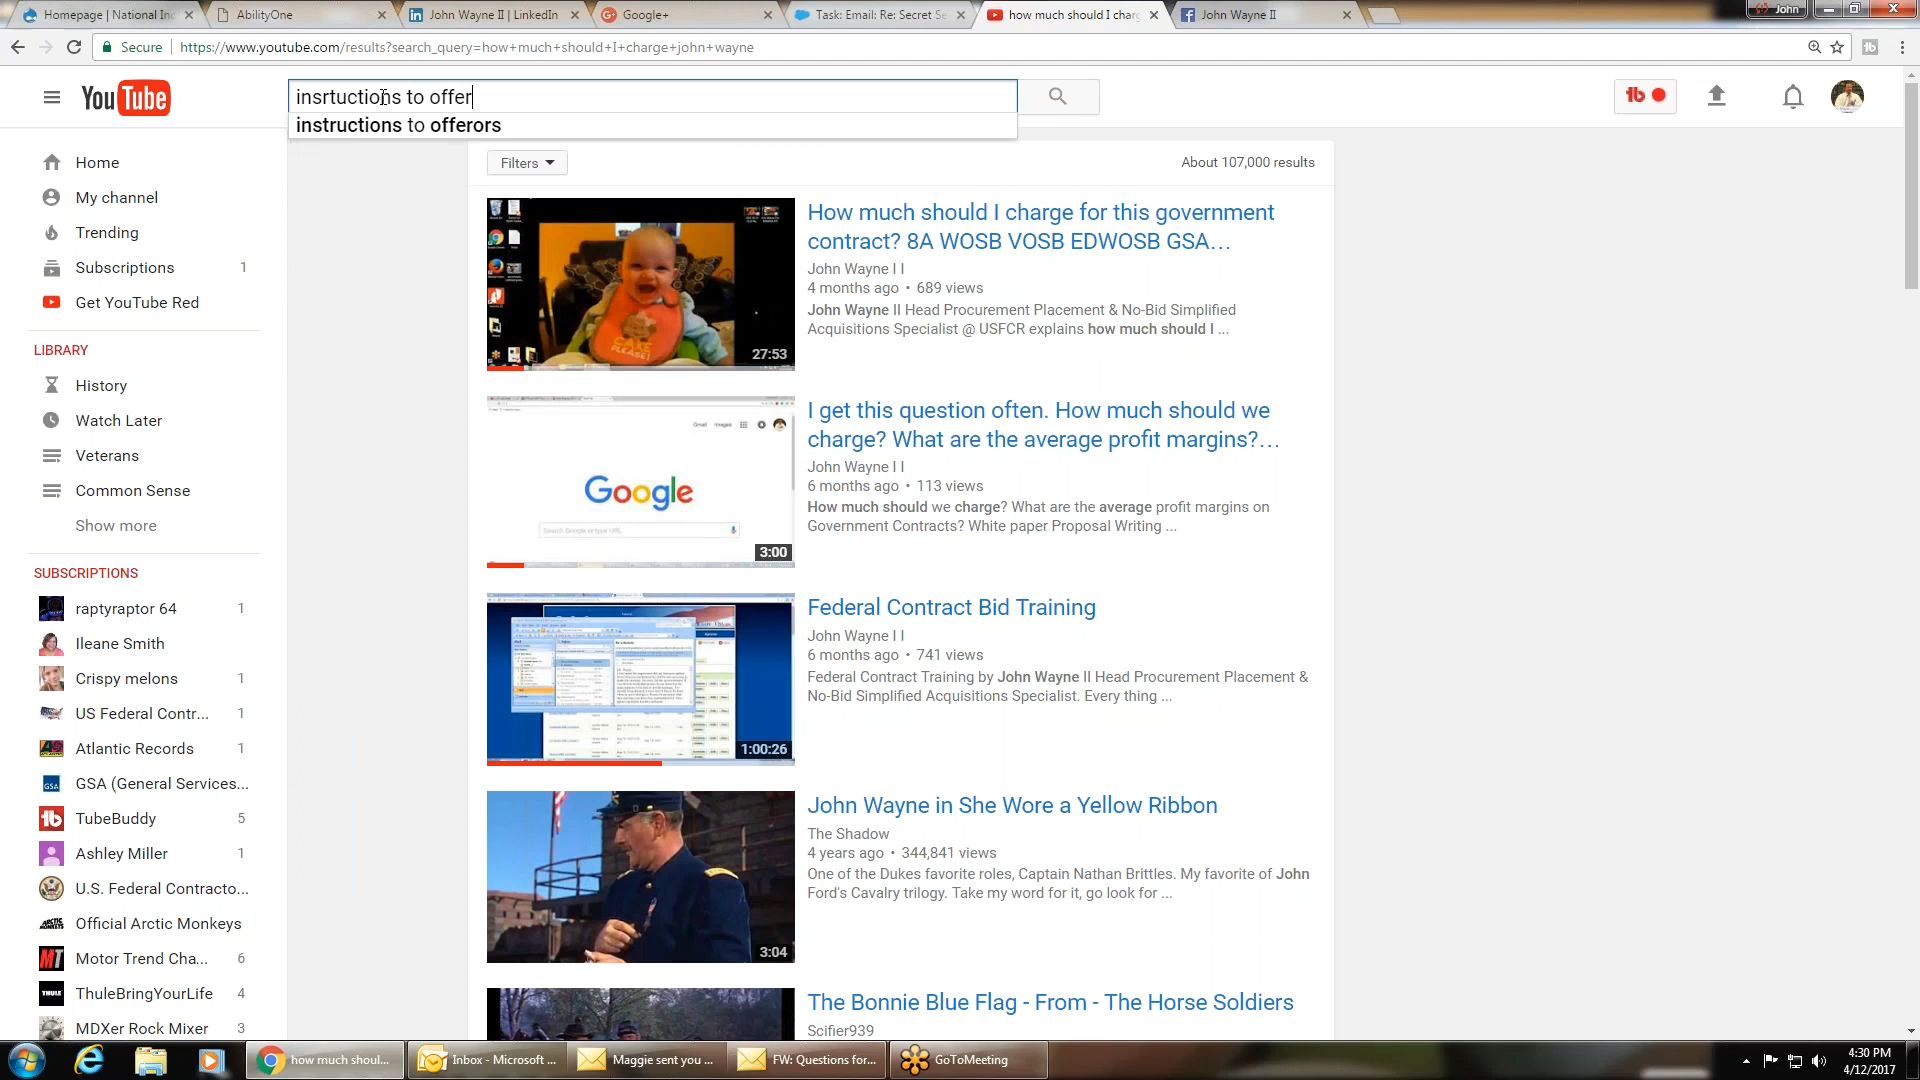 Homepage | National Ind
AbilityOne
John Wayne II | LinkedIn
Google+
Task: Email: Re: Secret Se
how much should I char
John Wayne II
John
Secure
https://www.youtube.com/results?search_query=how+much+should+I+charge+john+wayne
YouTube
insrtuctions to offer
instructions to offerors
Filters
About 107,000 results
Home
My channel
Trending
Subscriptions 1
Get YouTube Red
LIBRARY
History
Watch Later
Veterans
Common Sense
Show more
SUBSCRIPTIONS
raptyraptor 64 1
Ileane Smith
Crispy melons 1
US Federal Contr... 1
Atlantic Records 1
GSA (General Services...
TubeBuddy 5
Ashley Miller 1
U.S. Federal Contracto...
Official Arctic Monkeys
Motor Trend Cha... 6
ThuleBringYourLife 4
MDXer Rock Mixer 3
CAKE
PLEASE!
27:53
How much should I charge for this government
contract? 8A WOSB VOSB EDWOSB GSA…
John Wayne I I
4 months ago • 689 views
John Wayne II Head Procurement Placement & No-Bid Simplified
Acquisitions Specialist @ USFCR explains how much should I ...
Gmail Images
Google
Search Google or type URL
3:00
I get this question often. How much should we
charge? What are the average profit margins?…
John Wayne I I
6 months ago • 113 views
How much should we charge? What are the average profit margins on
Government Contracts? White paper Proposal Writing ...
1:00:26
Federal Contract Bid Training
John Wayne I I
6 months ago • 741 views
Federal Contract Training by John Wayne II Head Procurement Placement &
No-Bid Simplified Acquisitions Specialist. Every thing ...
3:04
John Wayne in She Wore a Yellow Ribbon
The Shadow
4 years ago • 344,841 views
One of the Dukes favorite roles, Captain Nathan Brittles. My favorite of John
Ford's Cavalry trilogy. Take my word for it, go look for ...
The Bonnie Blue Flag - From - The Horse Soldiers
Scifier939
how much shoul...
Inbox - Microsoft ...
Maggie sent you ...
FW: Questions for...
GoToMeeting
4:30 PM
4/12/2017